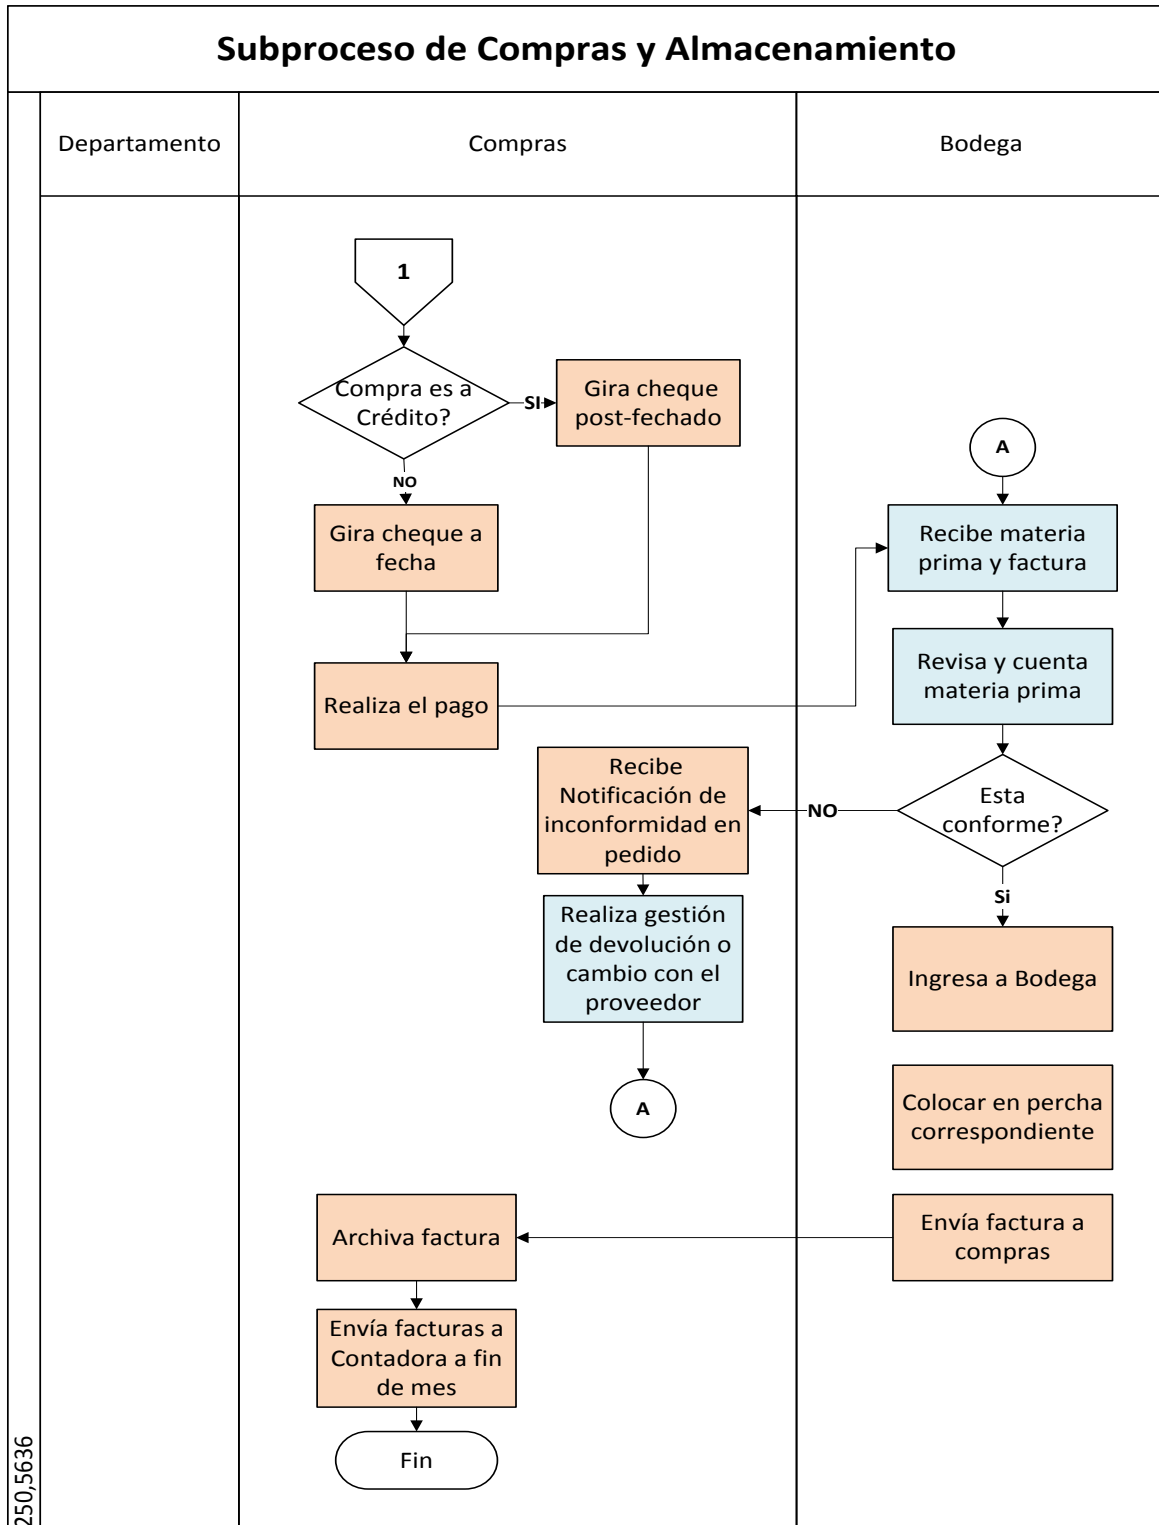 Subproceso de Compras y Almacenamiento
Departamento
Compras
Bodega
1
Compra es a
Crédito?
SI
Gira cheque
post-fechado
NO
Gira cheque a
fecha
Realiza el pago
A
Recibe materia
prima y factura
Revisa y cuenta
materia prima
Esta
conforme?
NO
Recibe
Notificación de
inconformidad en
pedido
Realiza gestión
de devolución o
cambio con el
proveedor
A
Si
Ingresa a Bodega
Colocar en percha
correspondiente
Envía factura a
compras
Archiva factura
Envía facturas a
Contadora a fin
de mes
Fin
250,5636